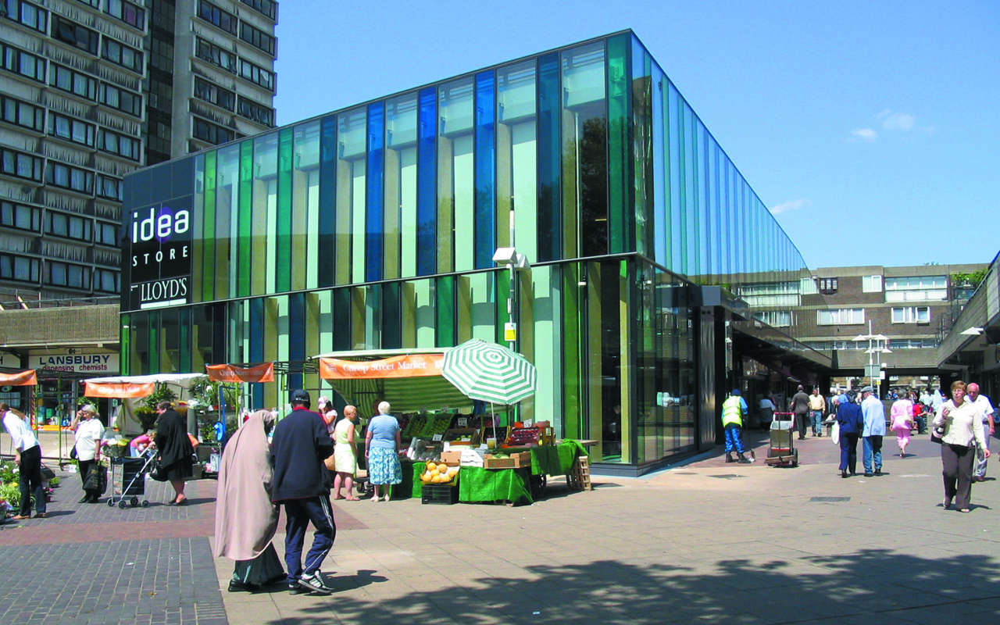 idea
STORE
LLOYD'S
LANSBURY
dispensing chemists
Chrisp Street Market